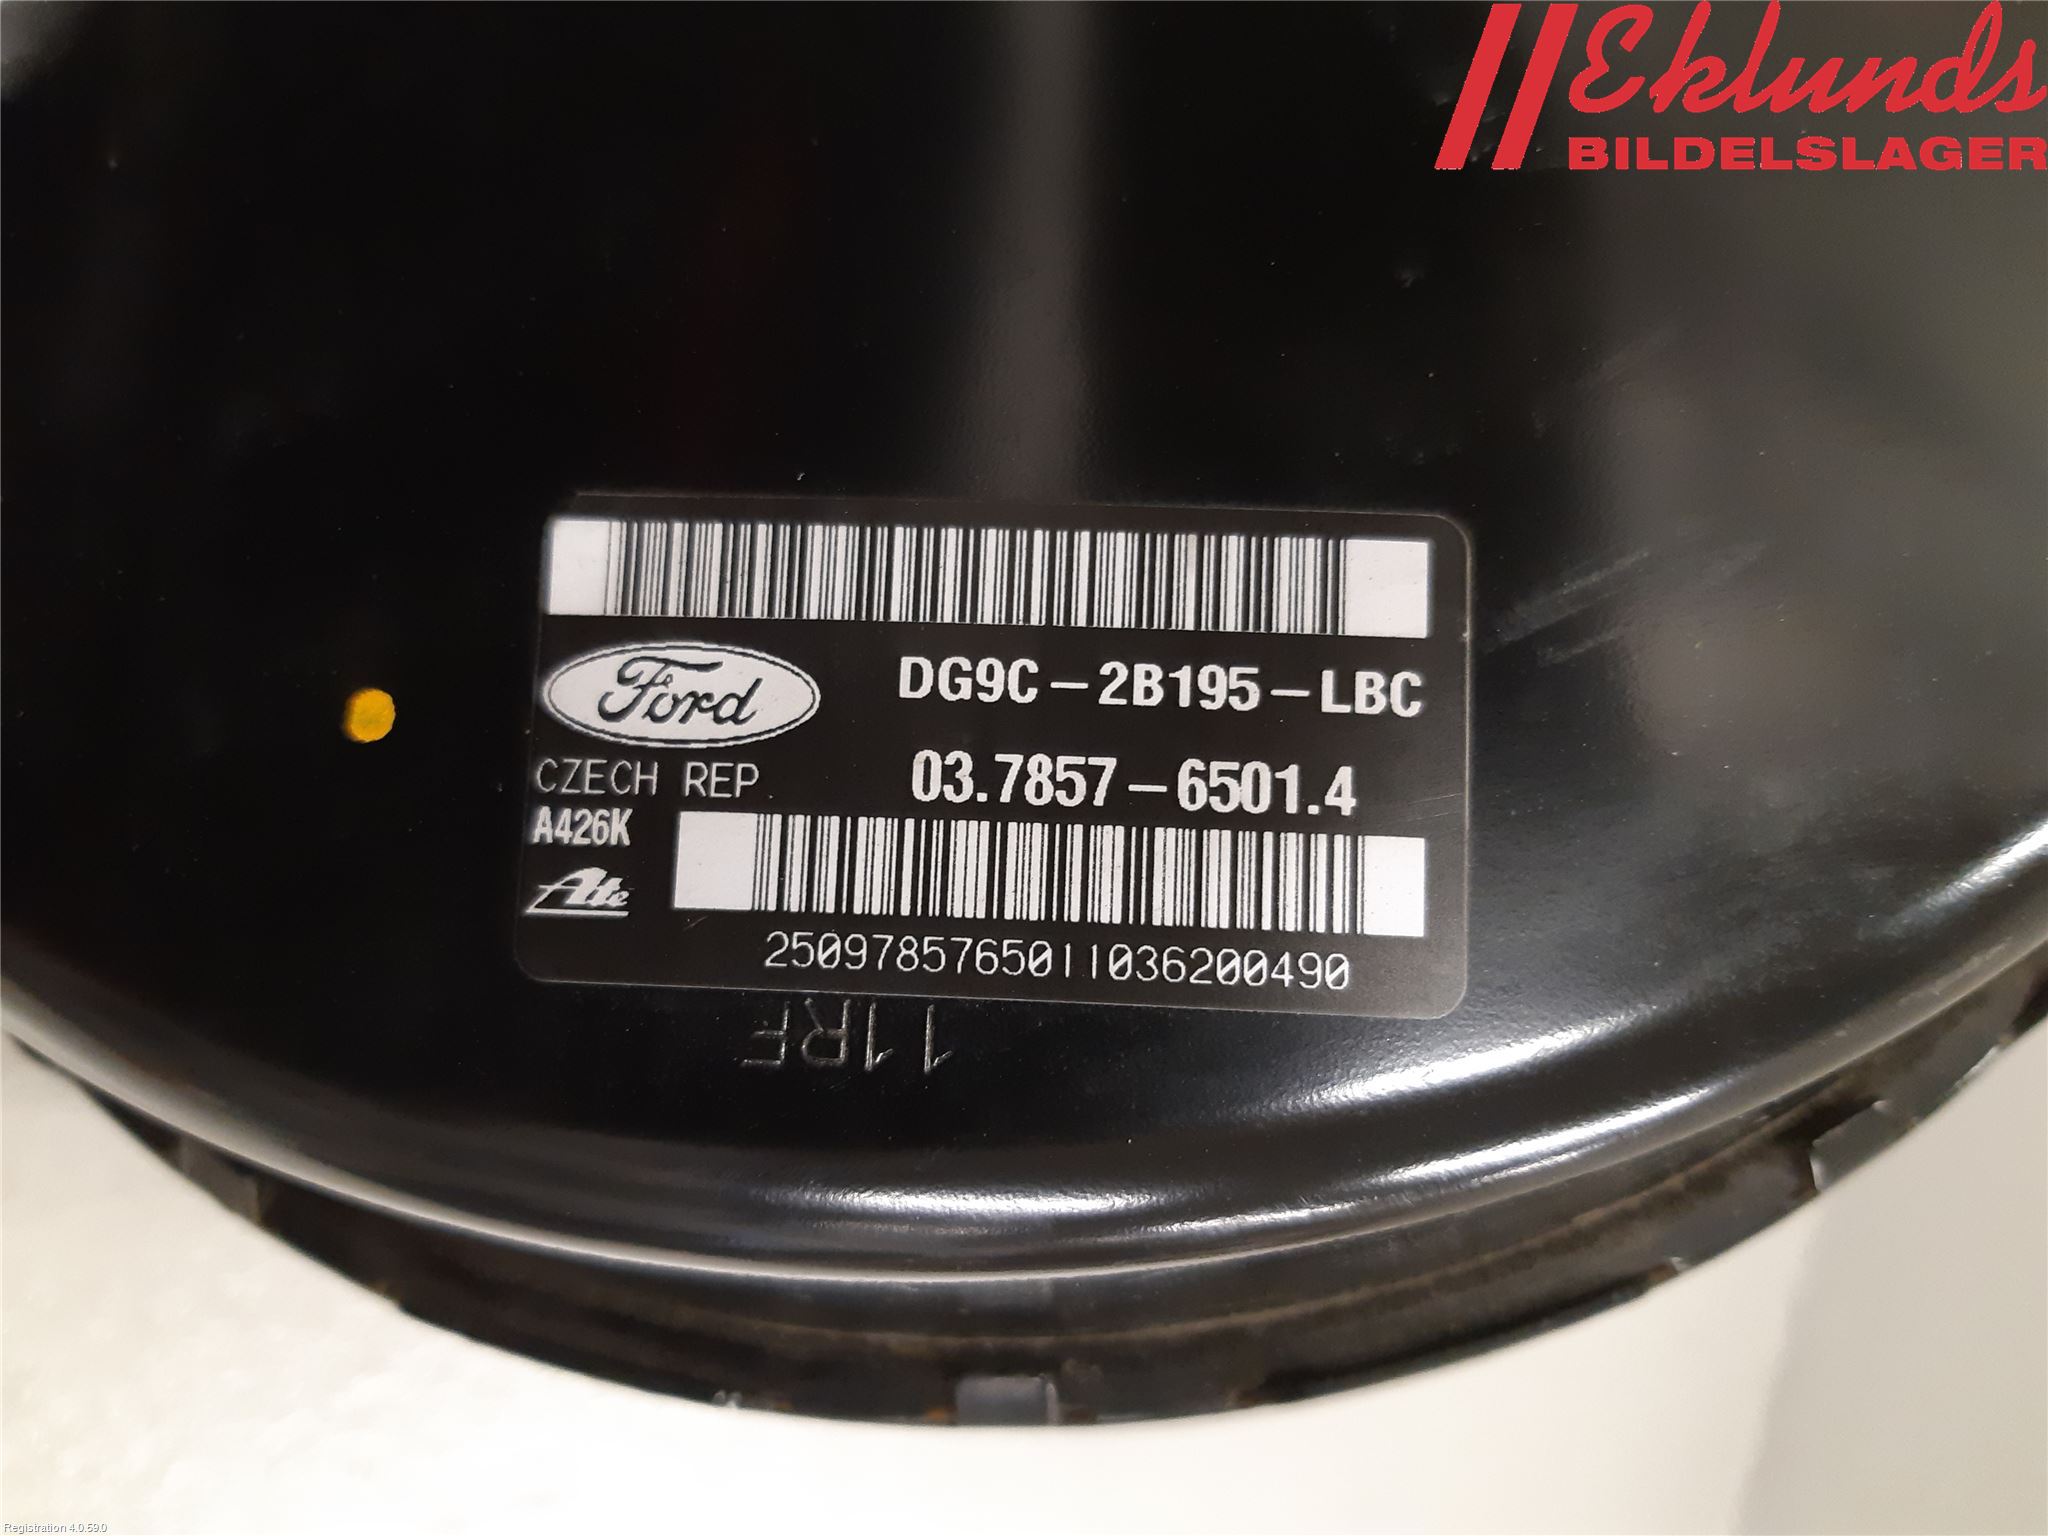 Eklunds
BILDELSLAGER
Ford
DG9C-2B195-LBC
CZECH REP
03.7857-6501.4
A426K
Ate
2509785765011036200490
11RF
Registration 4.0.59.0